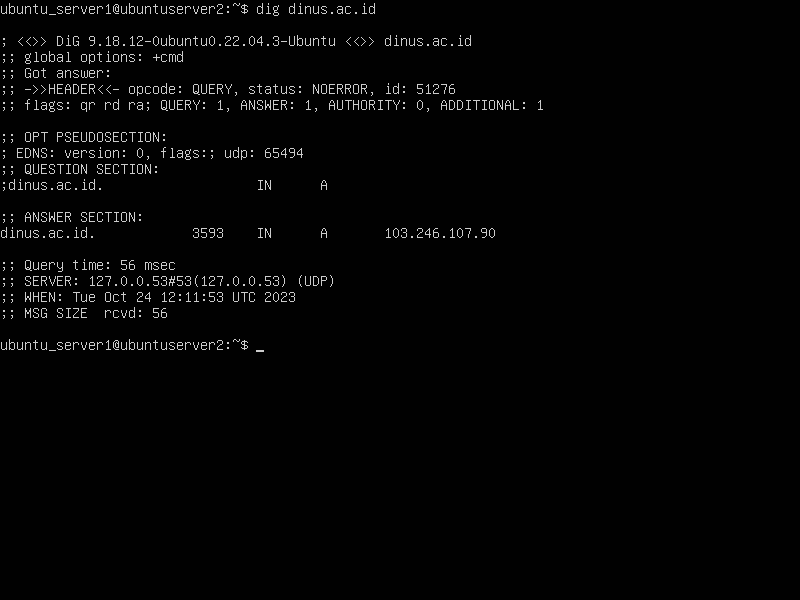 ubuntu_server1@ubuntuserver2:~$ dig dinus.ac.id
; <<>> DiG 9.18.12-0ubuntu0.22.04.3-Ubuntu <<>> dinus.ac.id
;; global options: +cmd
;; Got answer:
;; ->>HEADER<<- opcode: QUERY, status: NOERROR, id: 51276
;; flags: qr rd ra; QUERY: 1, ANSWER: 1, AUTHORITY: 0, ADDITIONAL: 1
;; OPT PSEUDOSECTION:
; EDNS: version: 0, flags:; udp: 65494
;; QUESTION SECTION:
;dinus.ac.id. IN A
;; ANSWER SECTION:
dinus.ac.id. 3593 IN A 103.246.107.90
;; Query time: 56 msec
;; SERVER: 127.0.0.53#53(127.0.0.53) (UDP)
;; WHEN: Tue Oct 24 12:11:53 UTC 2023
;; MSG SIZE  rcvd: 56
ubuntu_server1@ubuntuserver2:~$ _